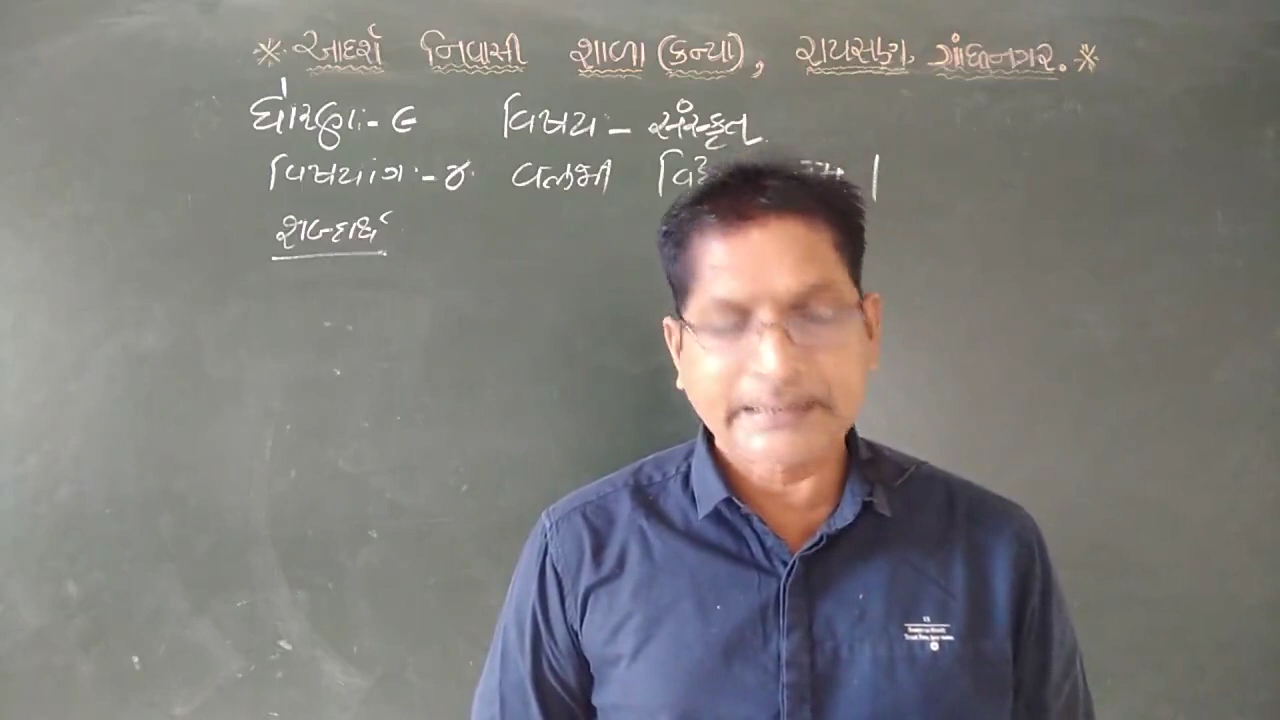 * આદર્શ નિવાસી શાળા (કન્યા), રાયસણ, ગાંધીનગર. *
ધોરણ:- ૯ વિષય:- સંસ્કૃત
વિષયાંગ:- ૪ વલભી
શબ્દાર્થ